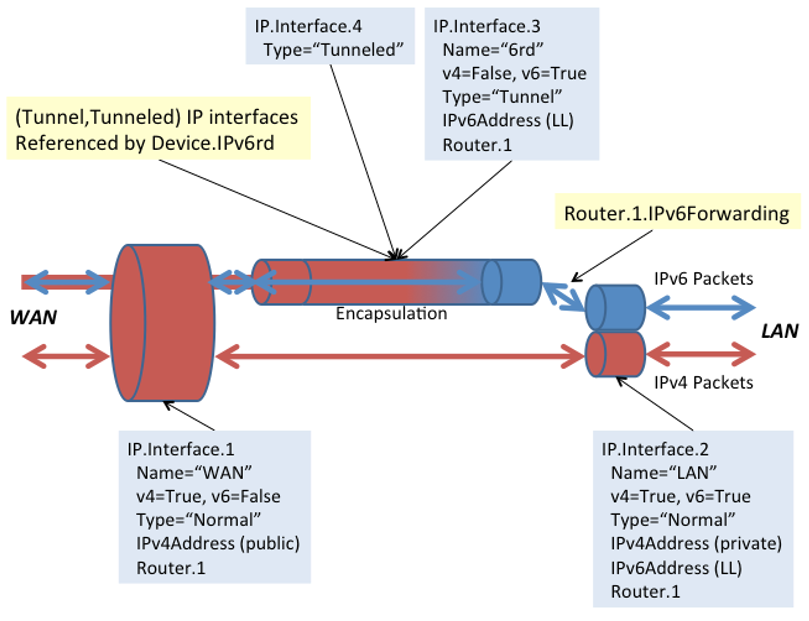 IP.Interface.4
Type=“Tunneled”
IP.Interface.3
Name=“6rd”
v4=False, v6=True
Type=“Tunnel”
IPv6Address (LL)
Router.1
(Tunnel,Tunneled) IP interfaces
Referenced by Device.IPv6rd
Router.1.IPv6Forwarding
IPv6 Packets
WAN
Encapsulation
LAN
IPv4 Packets
IP.Interface.1
Name=“WAN”
v4=True, v6=False
Type=“Normal”
IPv4Address (public)
Router.1
IP.Interface.2
Name=“LAN”
v4=True, v6=True
Type=“Normal”
IPv4Address (private)
IPv6Address (LL)
Router.1